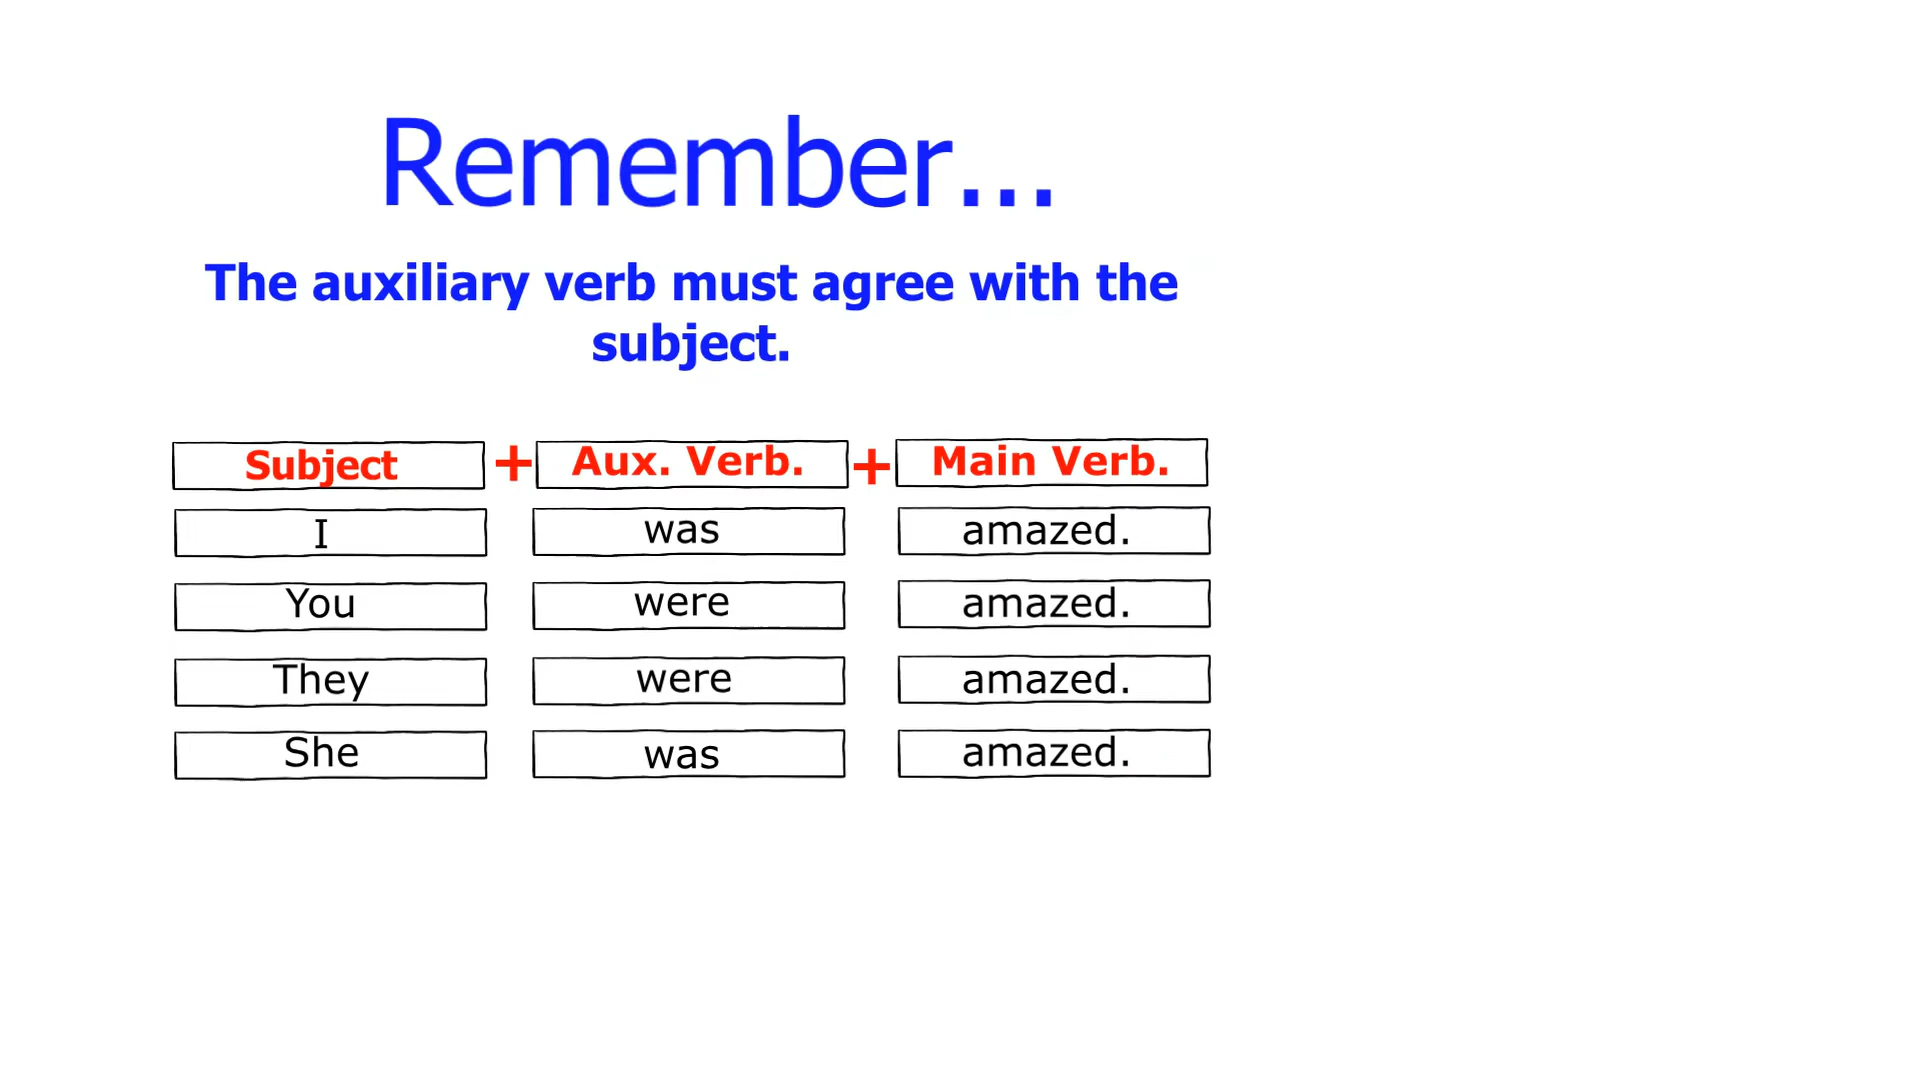 Remember...
The auxiliary verb must agree with the
subject.
Subject + Aux. Verb. + Main Verb.
I was amazed.
You were amazed.
They were amazed.
She was amazed.